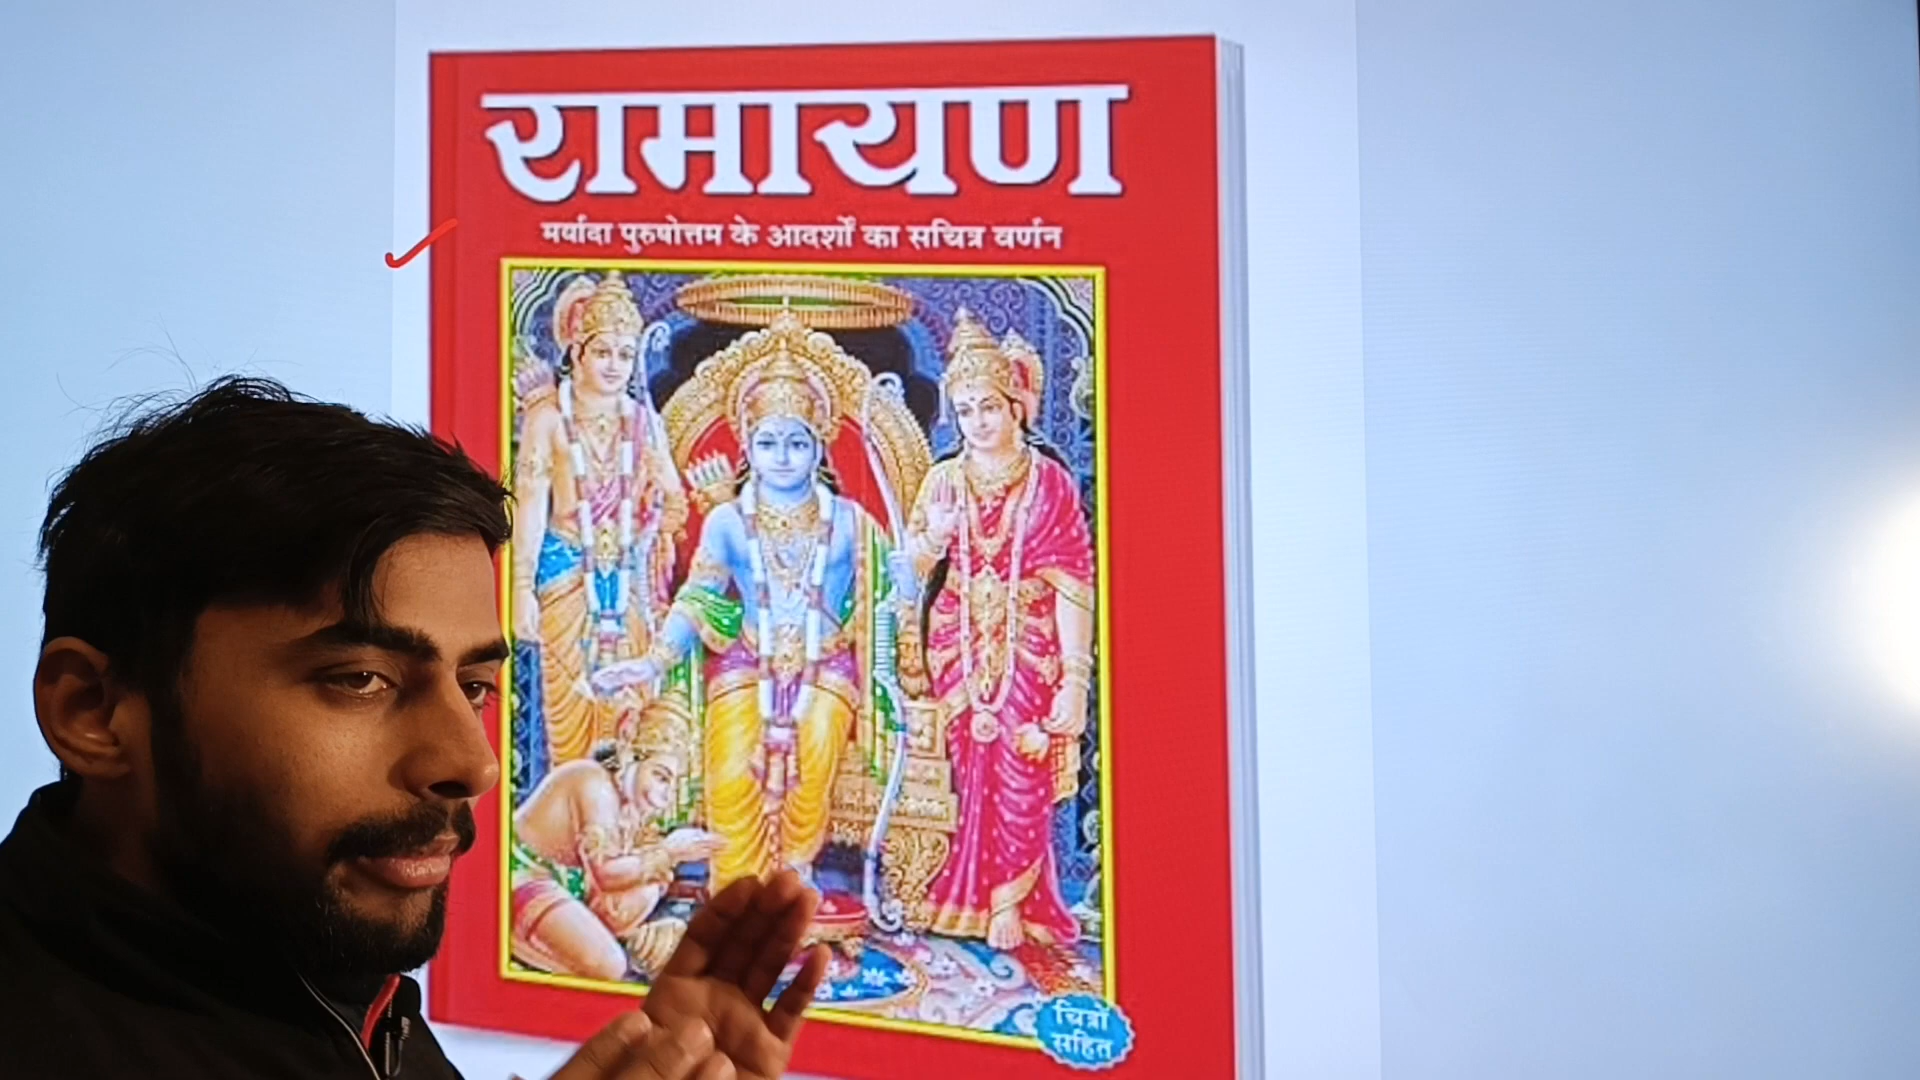 रामायण
मर्यादा पुरुषोत्तम के आदर्शों का सचित्र वर्णन
चित्रों
सहित